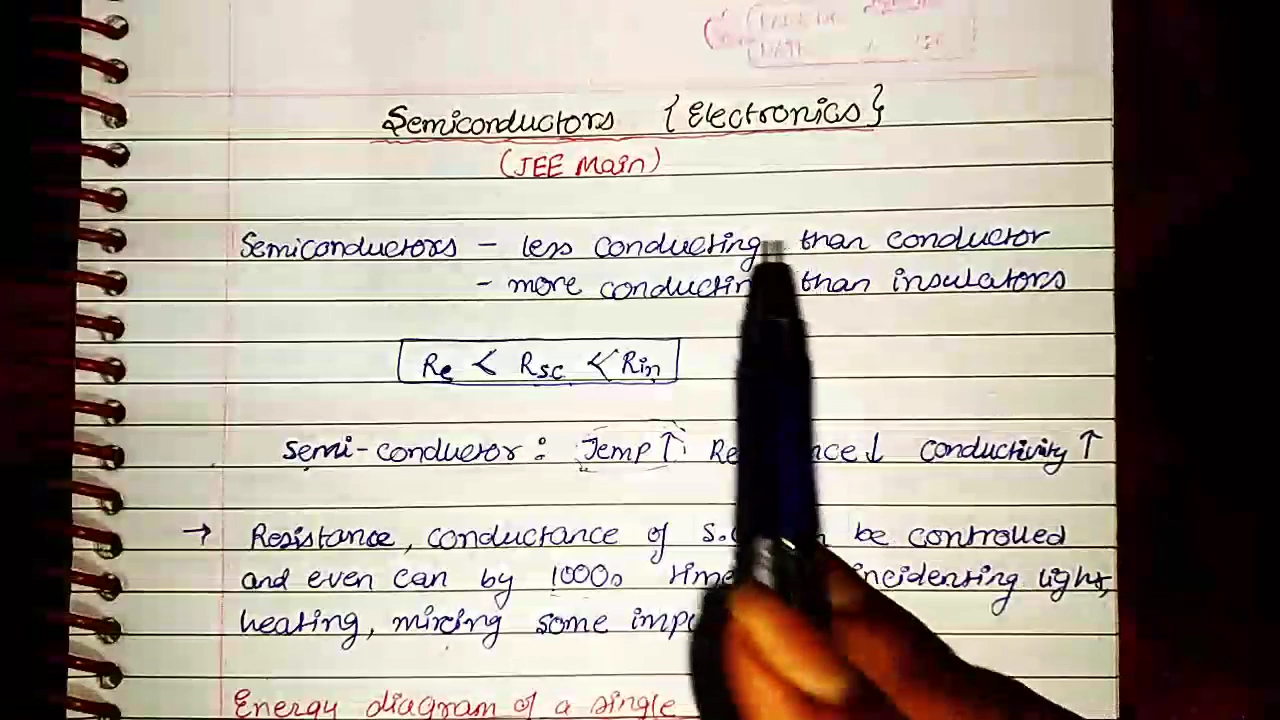 Semiconductors {Electronics}
(JEE Main)
Semiconductors - less conducting than conductor
- more conductin than insulators
Rc < Rsc < Rin
Semi-conductor : Temp ↑ Re nce ↓ conductivity ↑
→ Resistance, conductance of S. be controlled
and even can by 1000s time incidenting light,
heating, mixing some imp
Energy diagram of a single